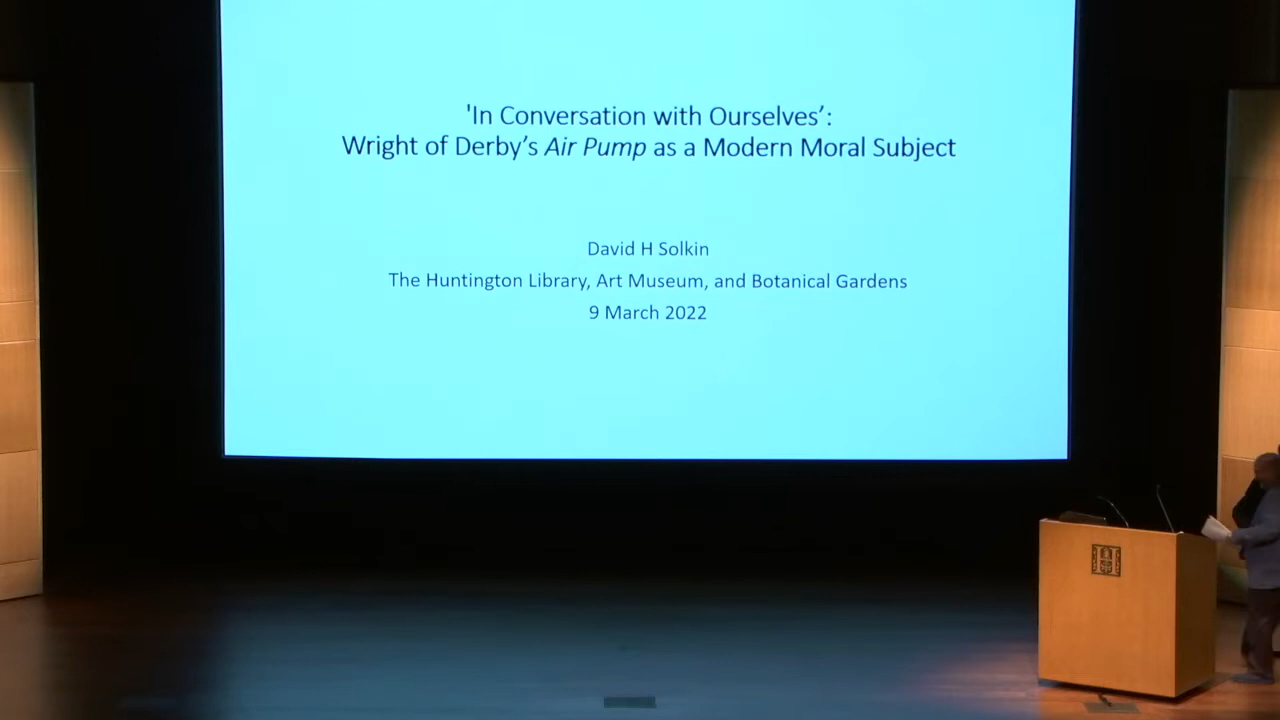 'In Conversation with Ourselves’:
Wright of Derby’s Air Pump as a Modern Moral Subject
David H Solkin
The Huntington Library, Art Museum, and Botanical Gardens
9 March 2022
H